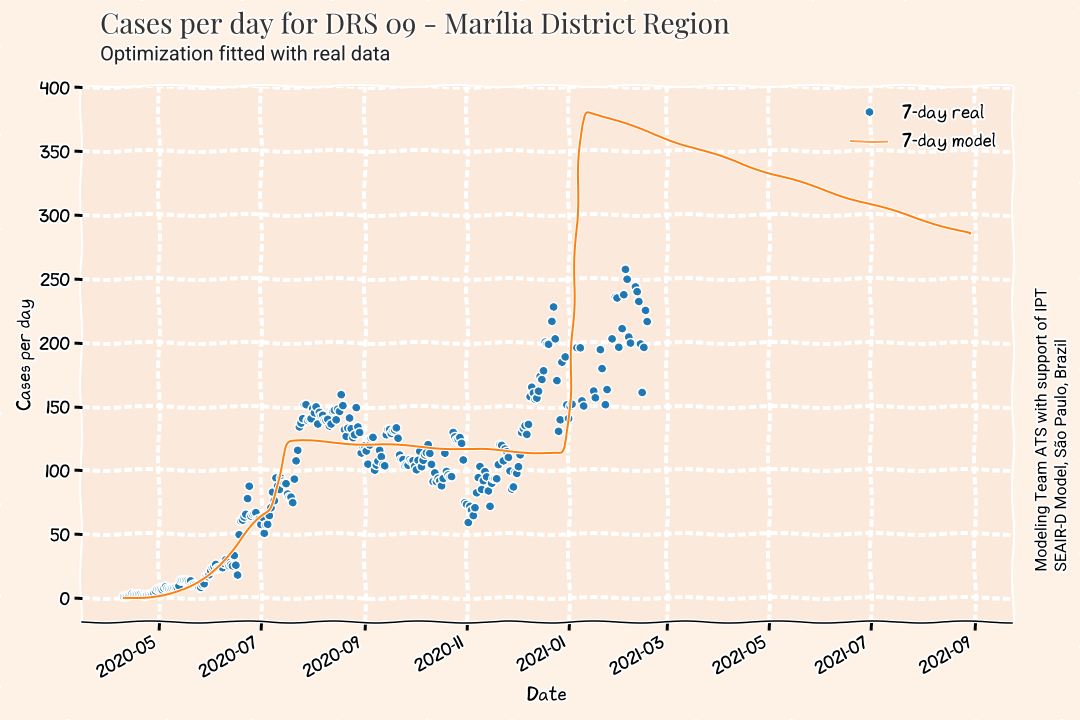 Cases per day for DRS 09 - Marília District Region
Optimization fitted with real data
400
350
300
250
200
150
100
50
0
Cases per day
7-day real
7-day model
2020-05
2020-07
2020-09
2020-11
2021-01
2021-03
2021-05
2021-07
2021-09
Date
Modeling Team ATS with support of IPT
SEAIR-D Model, São Paulo, Brazil